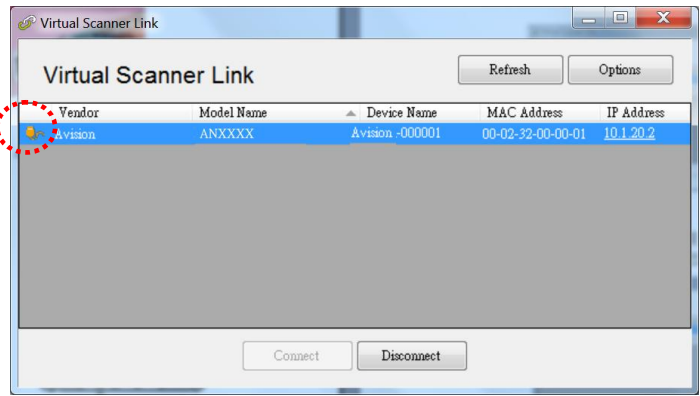 Virtual Scanner Link
Virtual Scanner Link Refresh Options
Vendor Model Name Device Name MAC Address IP Address
Avision ANXXXX Avision -000001 00-02-32-00-00-01 10.1.20.2
Connect Disconnect